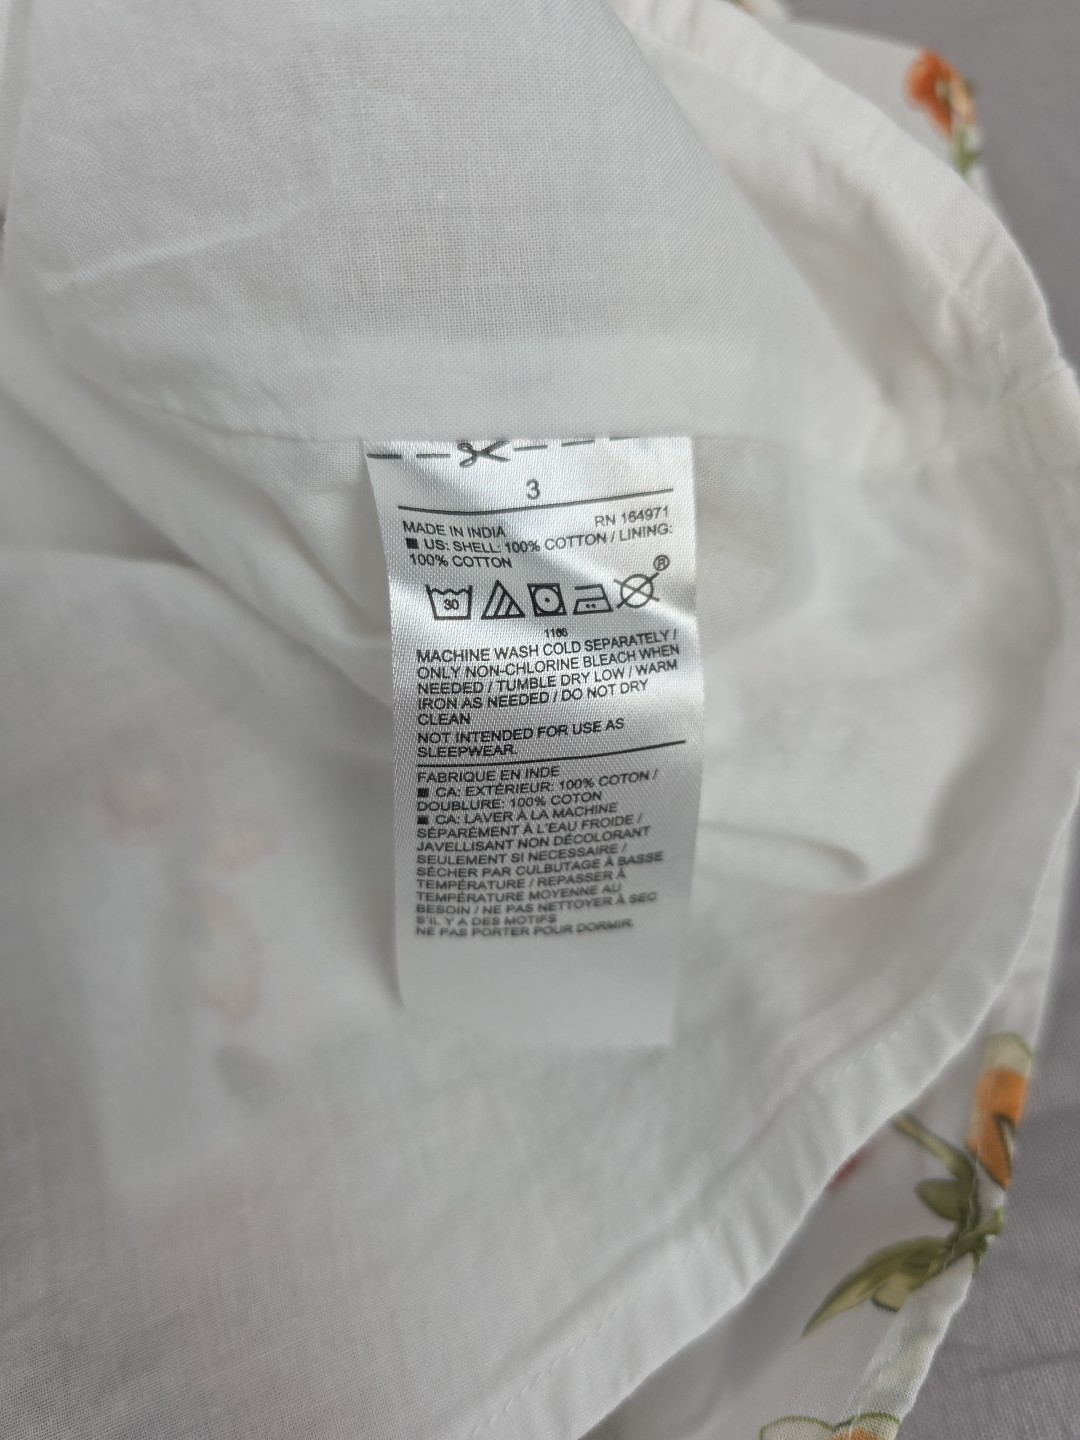 3
MADE IN INDIA RN 164971
US: SHELL: 100% COTTON / LINING:
100% COTTON
30
®
1166
MACHINE WASH COLD SEPARATELY /
ONLY NON-CHLORINE BLEACH WHEN
NEEDED / TUMBLE DRY LOW / WARM
IRON AS NEEDED / DO NOT DRY
CLEAN
NOT INTENDED FOR USE AS
SLEEPWEAR.
FABRIQUE EN INDE
CA: EXTÉRIEUR: 100% COTON /
DOUBLURE: 100% COTON
CA: LAVER À LA MACHINE
SÉPARÉMENT À L'EAU FROIDE /
JAVELLISANT NON DÉCOLORANT
SEULEMENT SI NECESSAIRE /
SÉCHER PAR CULBUTAGE À BASSE
TEMPÉRATURE / REPASSER À
TEMPÉRATURE MOYENNE AU
BESOIN / NE PAS NETTOYER À SEC
S'IL Y A DES MOTIFS
NE PAS PORTER POUR DORMIR.